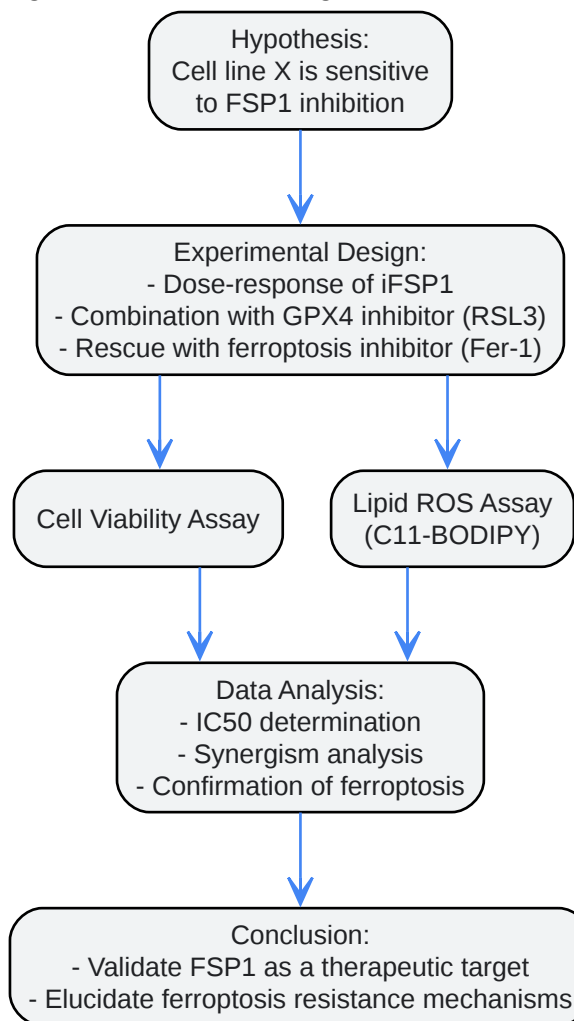 Hypothesis:
Cell line X is sensitive
to FSP1 inhibition
Experimental Design:
- Dose-response of iFSP1
- Combination with GPX4 inhibitor (RSL3)
- Rescue with ferroptosis inhibitor (Fer-1)
Cell Viability Assay
Lipid ROS Assay
(C11-BODIPY)
Data Analysis:
- IC50 determination
- Synergism analysis
- Confirmation of ferroptosis
Conclusion:
- Validate FSP1 as a therapeutic target
- Elucidate ferroptosis resistance mechanisms